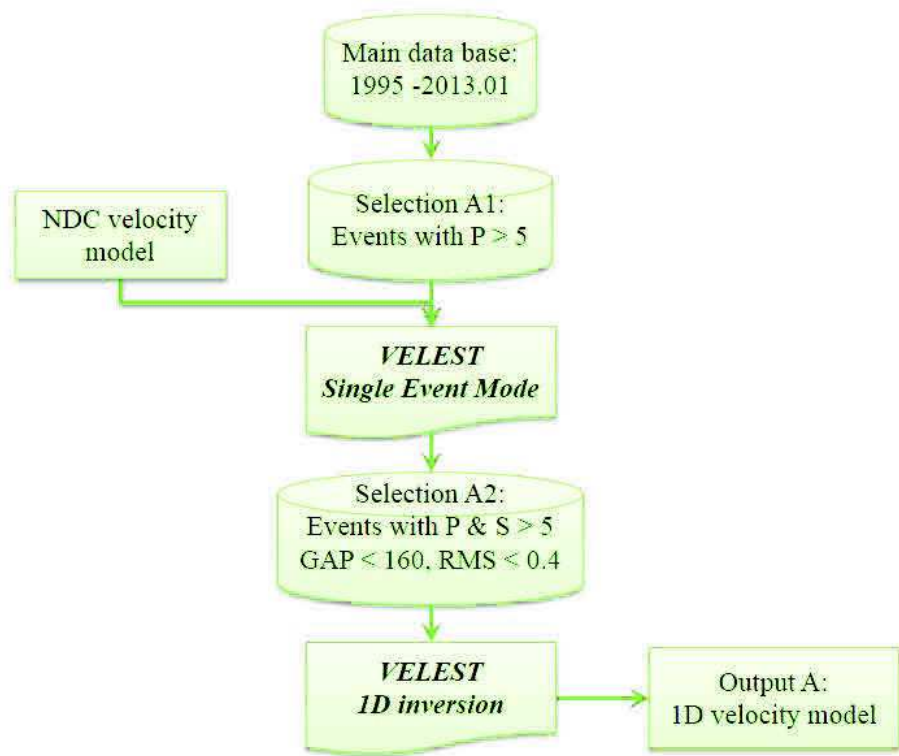 Main data base:
1995 -2013.01
Selection A1:
Events with P > 5
NDC velocity
model
VELEST
Single Event Mode
Selection A2:
Events with P & S > 5
GAP < 160, RMS < 0.4
VELEST
1D inversion
Output A:
1D velocity model